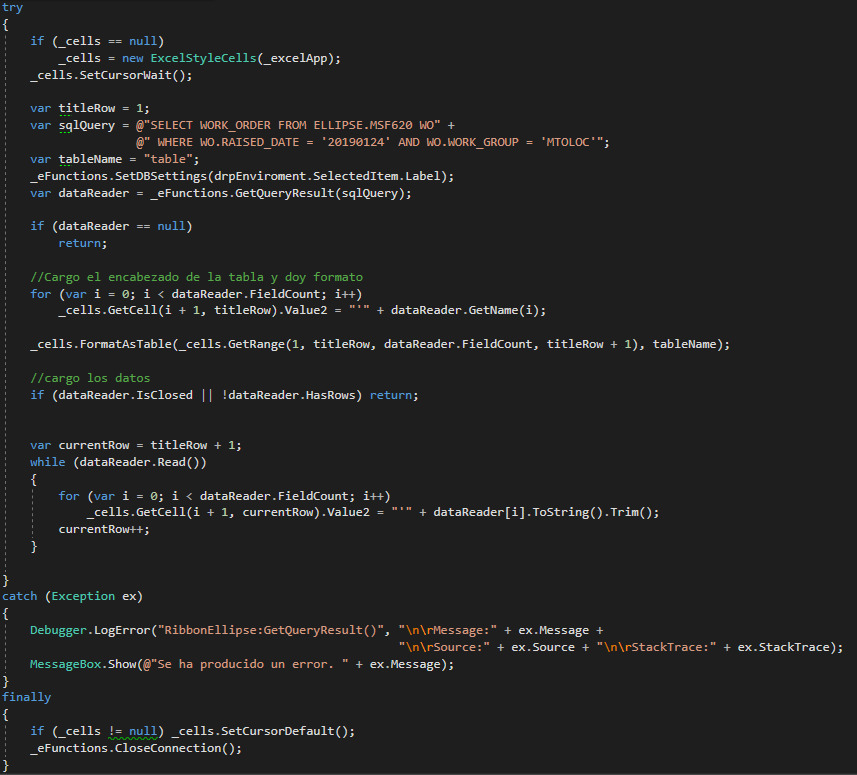 try
{
    if (_cells == null)
        _cells = new ExcelStyleCells(_excelApp);
    _cells.SetCursorWait();

    var titleRow = 1;
    var sqlQuery = @"SELECT WORK_ORDER FROM ELLIPSE.MSF620 WO" +
                   @" WHERE WO.RAISED_DATE = '20190124' AND WO.WORK_GROUP = 'MTOLOC'";
    var tableName = "table";
    _eFunctions.SetDBSettings(drpEnviroment.SelectedItem.Label);
    var dataReader = _eFunctions.GetQueryResult(sqlQuery);

    if (dataReader == null)
        return;

    //Cargo el encabezado de la tabla y doy formato
    for (var i = 0; i < dataReader.FieldCount; i++)
        _cells.GetCell(i + 1, titleRow).Value2 = "'" + dataReader.GetName(i);

    _cells.FormatAsTable(_cells.GetRange(1, titleRow, dataReader.FieldCount, titleRow + 1), tableName);

    //cargo los datos
    if (dataReader.IsClosed || !dataReader.HasRows) return;


    var currentRow = titleRow + 1;
    while (dataReader.Read())
    {
        for (var i = 0; i < dataReader.FieldCount; i++)
            _cells.GetCell(i + 1, currentRow).Value2 = "'" + dataReader[i].ToString().Trim();
        currentRow++;
    }

}
catch (Exception ex)
{
    Debugger.LogError("RibbonEllipse:GetQueryResult()", "\n\rMessage:" + ex.Message +
                                                        "\n\rSource:" + ex.Source + "\n\rStackTrace:" + ex.StackTrace);
    MessageBox.Show(@"Se ha producido un error. " + ex.Message);
}
finally
{
    if (_cells != null) _cells.SetCursorDefault();
    _eFunctions.CloseConnection();
}